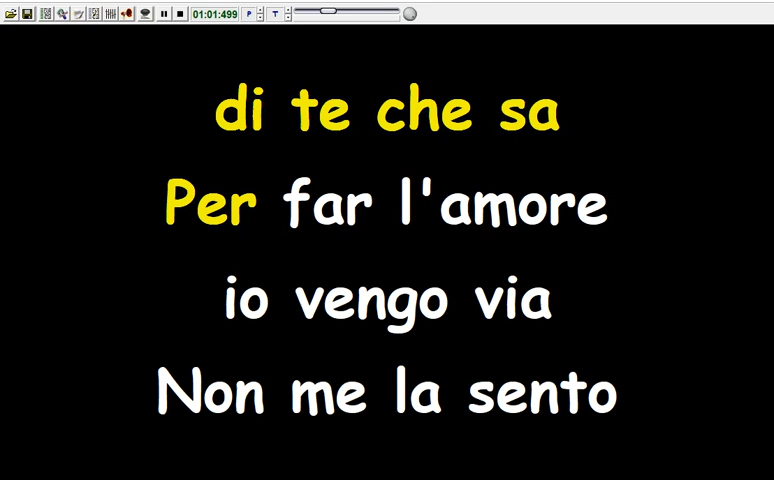 01:01:499
P
T
di te che sa
Per far l'amore
io vengo via
Non me la sento